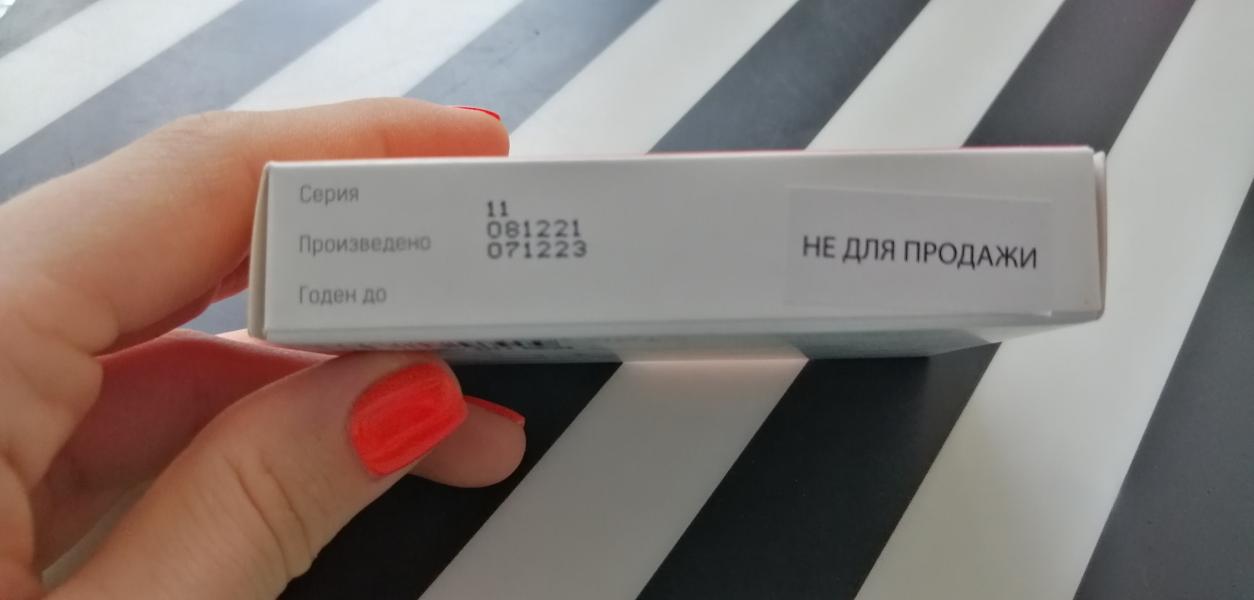 Серия
11
Произведено
081221
071223
Годен до
НЕ ДЛЯ ПРОДАЖИ